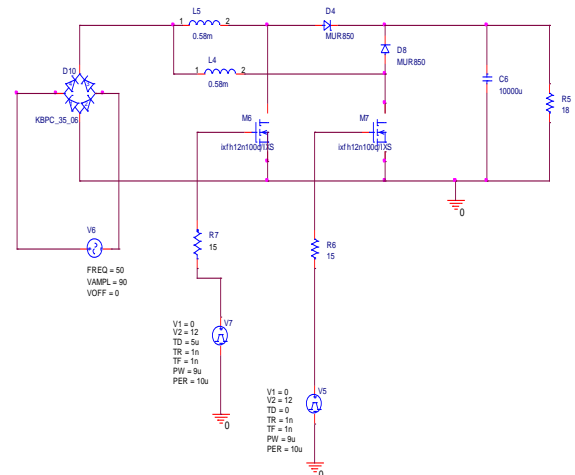 L5
1 2
0.58m
D4
MUR850
D8
MUR850
L4
1 2
0.58m
D10
KBPC_35_06
C6
10000u
R5
18
M6
ixfh12n100q/IXS
M7
ixfh12n100q/IXS
0
V6
FREQ = 50
VAMPL = 90
VOFF = 0
R7
15
R6
15
V7
V1 = 0
V2 = 12
TD = 5u
TR = 1n
TF = 1n
PW = 9u
PER = 10u
0
V5
V1 = 0
V2 = 12
TD = 0
TR = 1n
TF = 1n
PW = 9u
PER = 10u
0